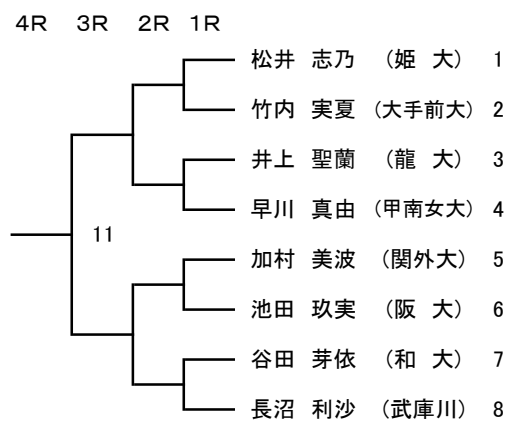 4R 3R 2R 1R
松井 志乃 (姫 大) 1
竹内 実夏 (大手前大) 2
井上 聖蘭 (龍 大) 3
早川 真由 (甲南女大) 4
11
加村 美波 (関外大) 5
池田 玖実 (阪 大) 6
谷田 芽依 (和 大) 7
長沼 利沙 (武庫川) 8